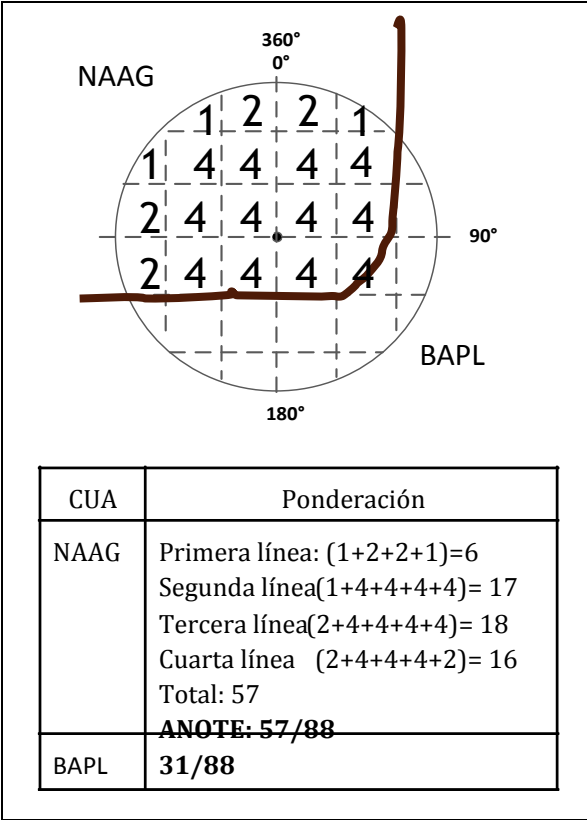 360°
0°
NAAG
1 2 2 1
1 4 4 4 4
2 4 4 4 4
90°
2 4 4 4 4
BAPL
180°
CUA Ponderación
NAAG Primera línea: (1+2+2+1)=6
Segunda línea(1+4+4+4+4)= 17
Tercera línea(2+4+4+4+4)= 18
Cuarta línea (2+4+4+4+2)= 16
Total: 57
ANOTE: 57/88
BAPL 31/88